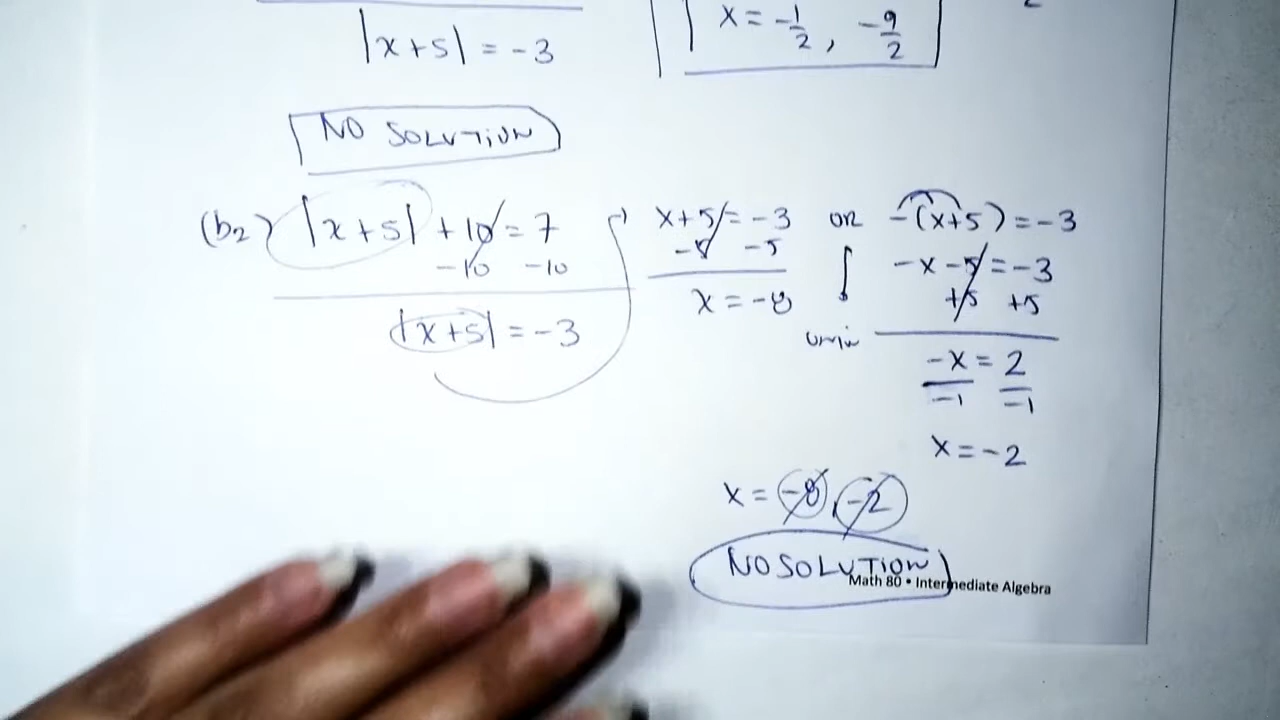 |x+5| = -3
x = -1/2, -9/2
NO SOLUTION
(b2) |x+5| + 10 = 7
-10 -10
|x+5| = -3
x+5 = -3 or -(x+5) = -3
-5 -5
x = -8
-x - 5 = -3
+5 +5
-x = 2
-1 -1
x = -2
x = -8, -2
NO SOLUTION
Math 80 • Intermediate Algebra